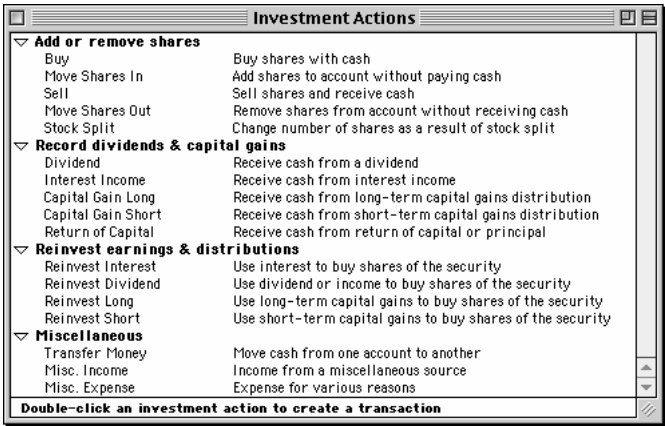 Investment Actions
Add or remove shares
Buy Buy shares with cash
Move Shares In Add shares to account without paying cash
Sell Sell shares and receive cash
Move Shares Out Remove shares from account without receiving cash
Stock Split Change number of shares as a result of stock split
Record dividends & capital gains
Dividend Receive cash from a dividend
Interest Income Receive cash from interest income
Capital Gain Long Receive cash from long-term capital gains distribution
Capital Gain Short Receive cash from short-term capital gains distribution
Return of Capital Receive cash from return of capital or principal
Reinvest earnings & distributions
Reinvest Interest Use interest to buy shares of the security
Reinvest Dividend Use dividend or income to buy shares of the security
Reinvest Long Use long-term capital gains to buy shares of the security
Reinvest Short Use short-term capital gains to buy shares of the security
Miscellaneous
Transfer Money Move cash from one account to another
Misc. Income Income from a miscellaneous source
Misc. Expense Expense for various reasons
Double-click an investment action to create a transaction